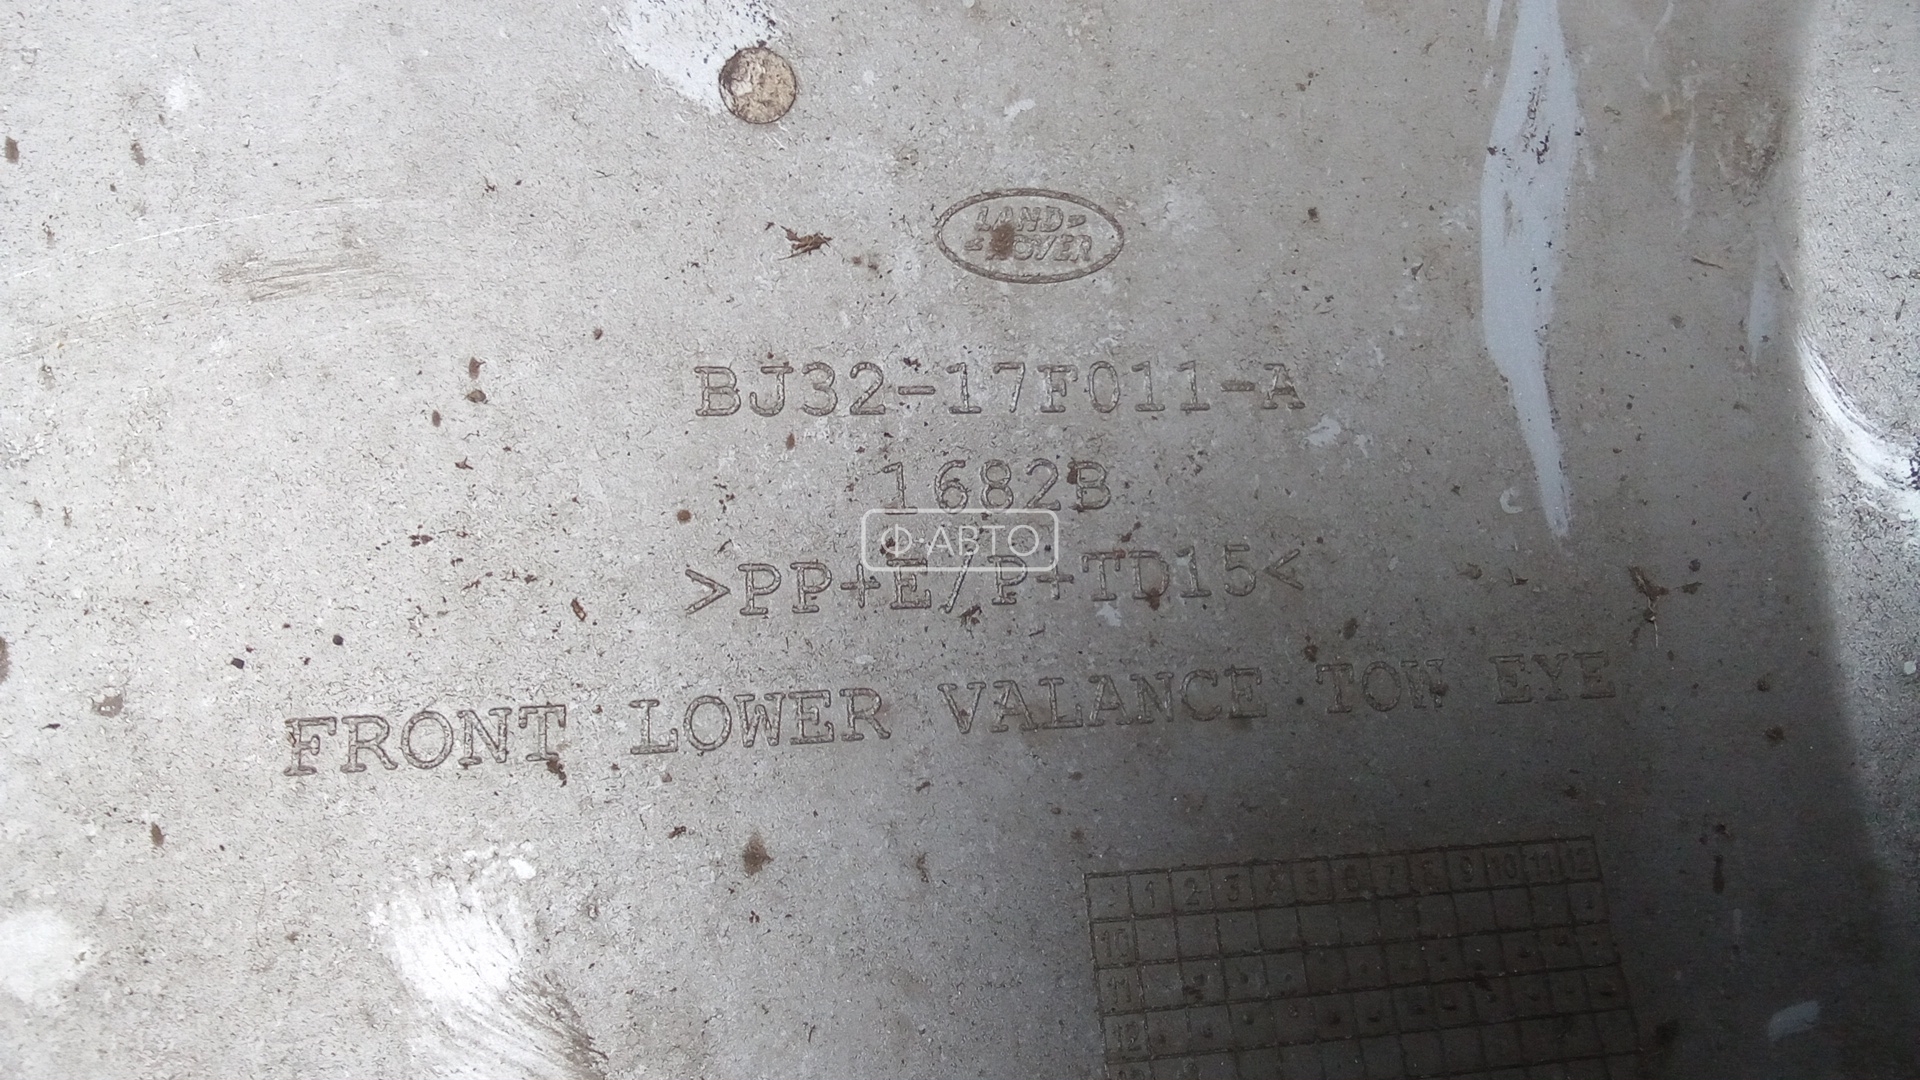 LAND
ROVER
BJ32-17F011-A
1682B
Ф-АВТО
>PP+E/P+TD15<
FRONT LOWER VALANCE TOW EYE
1 2 3 4 5 6 7 8 9 10 11 12
10
11
12